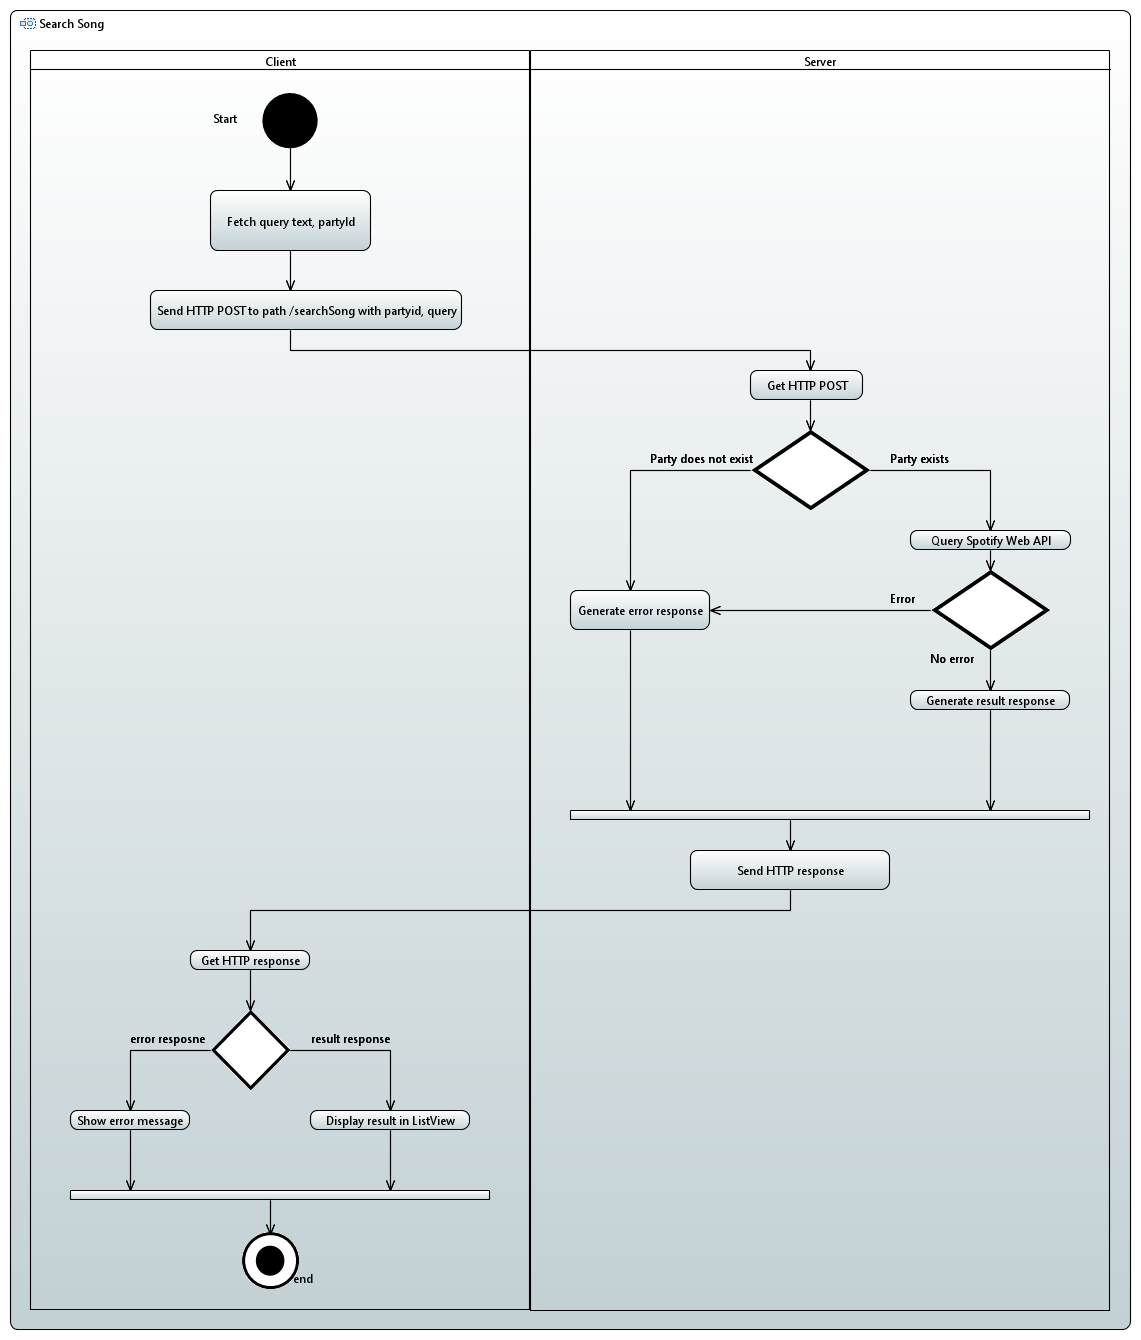 Search Song
Client
Server
Start
Fetch query text, partyId
Send HTTP POST to path /searchSong with partyid, query
Get HTTP POST
Party does not exist
Party exists
Query Spotify Web API
Error
Generate error response
No error
Generate result response
Send HTTP response
Get HTTP response
error resposne
result response
Show error message
Display result in ListView
end